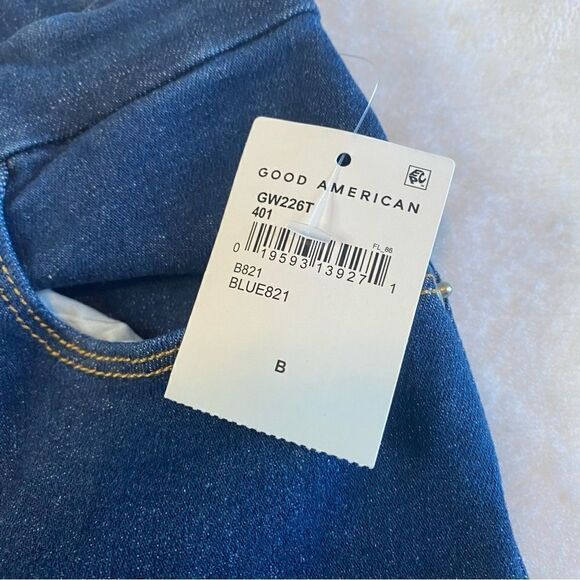 GOOD AMERICAN
GW226T
401
FL_86
0 19593 13927 1
B821
BLUE821
B